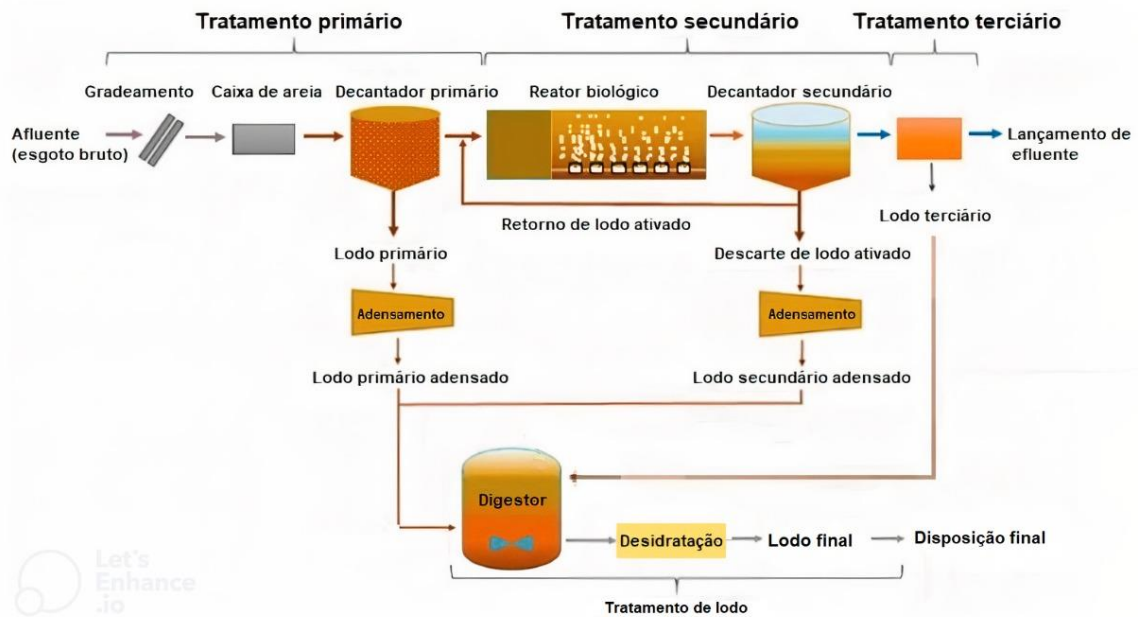 Tratamento primário
Tratamento secundário
Tratamento terciário
Gradeamento
Caixa de areia
Decantador primário
Reator biológico
Decantador secundário
Afluente
(esgoto bruto)
Lançamento de
efluente
Retorno de lodo ativado
Lodo terciário
Lodo primário
Descarte de lodo ativado
Adensamento
Adensamento
Lodo primário adensado
Lodo secundário adensado
Digestor
Desidratação
Lodo final
Disposição final
Tratamento de lodo
Let's
Enhance
.io